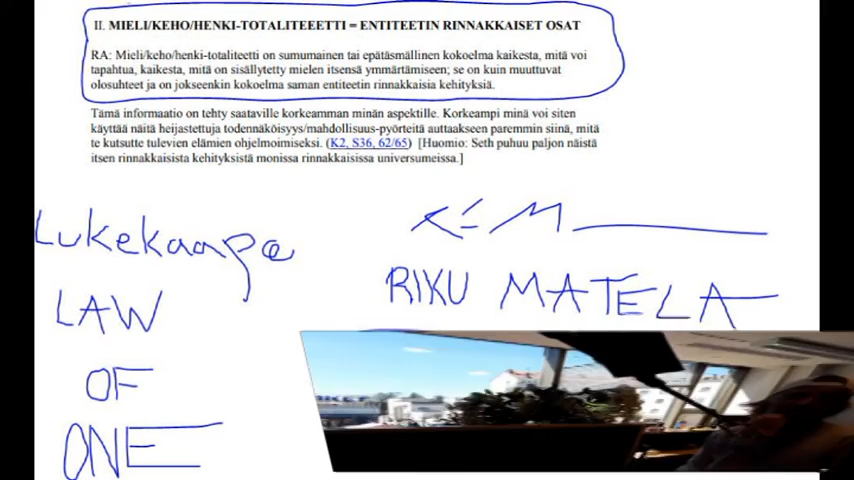 II. MIELI/KEHO/HENKI-TOTALITEEETTI = ENTITEETIN RINNAKKAISET OSAT
RA: Mieli/keho/henki-totaliteetti on sumumainen tai epätäsmällinen kokoelma kaikesta, mitä voi
tapahtua, kaikesta, mitä on sisällytetty mielen itsensä ymmärtämiseen; se on kuin muuttuvat
olosuhteet ja on jokseenkin kokoelma saman entiteetin rinnakkaisia kehityksiä.
Tämä informaatio on tehty saataville korkeamman minän aspektille. Korkeampi minä voi siten
käyttää näitä heijastettuja todennäköisyys/mahdollisuus-pyörteitä auttaakseen paremmin siinä, mitä
te kutsutte tulevien elämien ohjelmoimiseksi. (K2, S36, 62/65) [Huomio: Seth puhuu paljon näistä
itsen rinnakkaisista kehityksistä monissa rinnakkaisissa universumeissa.]
Lukekaapa
LAW
OF
ONE
RIKU MATELA